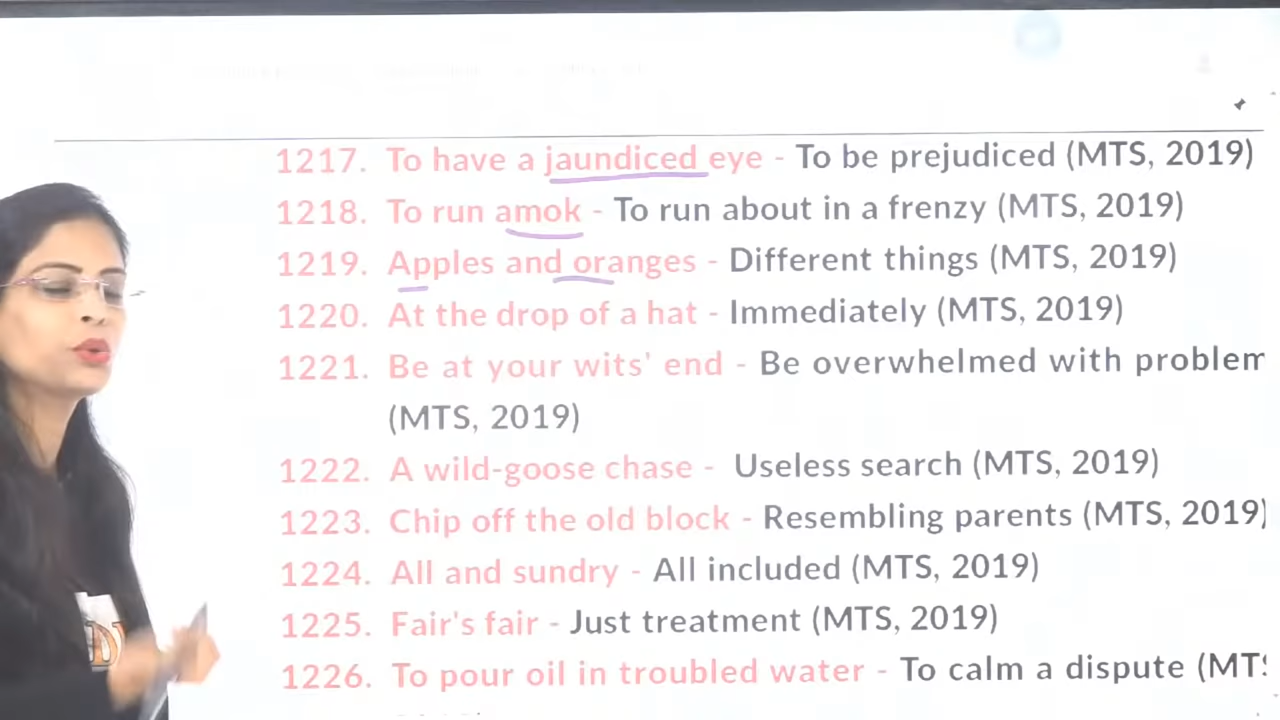 1217. To have a jaundiced eye - To be prejudiced (MTS, 2019)
1218. To run amok - To run about in a frenzy (MTS, 2019)
1219. Apples and oranges - Different things (MTS, 2019)
1220. At the drop of a hat - Immediately (MTS, 2019)
1221. Be at your wits' end - Be overwhelmed with problem
(MTS, 2019)
1222. A wild-goose chase - Useless search (MTS, 2019)
1223. Chip off the old block - Resembling parents (MTS, 2019)
1224. All and sundry - All included (MTS, 2019)
1225. Fair's fair - Just treatment (MTS, 2019)
1226. To pour oil in troubled water - To calm a dispute (MTS